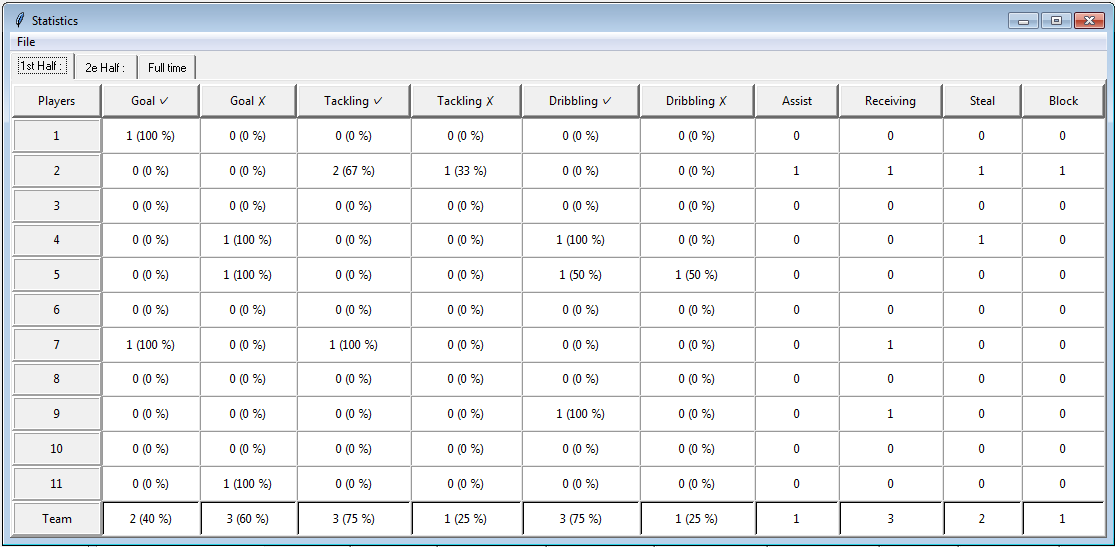 Statistics
File
1st Half : 2e Half : Full time
Players Goal ✓ Goal ✗ Tackling ✓ Tackling ✗ Dribbling ✓ Dribbling ✗ Assist Receiving Steal Block
1 1 (100 %) 0 (0 %) 0 (0 %) 0 (0 %) 0 (0 %) 0 (0 %) 0 0 0 0
2 0 (0 %) 0 (0 %) 2 (67 %) 1 (33 %) 0 (0 %) 0 (0 %) 1 1 1 1
3 0 (0 %) 0 (0 %) 0 (0 %) 0 (0 %) 0 (0 %) 0 (0 %) 0 0 0 0
4 0 (0 %) 1 (100 %) 0 (0 %) 0 (0 %) 1 (100 %) 0 (0 %) 0 0 1 0
5 0 (0 %) 1 (100 %) 0 (0 %) 0 (0 %) 1 (50 %) 1 (50 %) 0 0 0 0
6 0 (0 %) 0 (0 %) 0 (0 %) 0 (0 %) 0 (0 %) 0 (0 %) 0 0 0 0
7 1 (100 %) 0 (0 %) 1 (100 %) 0 (0 %) 0 (0 %) 0 (0 %) 0 1 0 0
8 0 (0 %) 0 (0 %) 0 (0 %) 0 (0 %) 0 (0 %) 0 (0 %) 0 0 0 0
9 0 (0 %) 0 (0 %) 0 (0 %) 0 (0 %) 1 (100 %) 0 (0 %) 0 1 0 0
10 0 (0 %) 0 (0 %) 0 (0 %) 0 (0 %) 0 (0 %) 0 (0 %) 0 0 0 0
11 0 (0 %) 1 (100 %) 0 (0 %) 0 (0 %) 0 (0 %) 0 (0 %) 0 0 0 0
Team 2 (40 %) 3 (60 %) 3 (75 %) 1 (25 %) 3 (75 %) 1 (25 %) 1 3 2 1